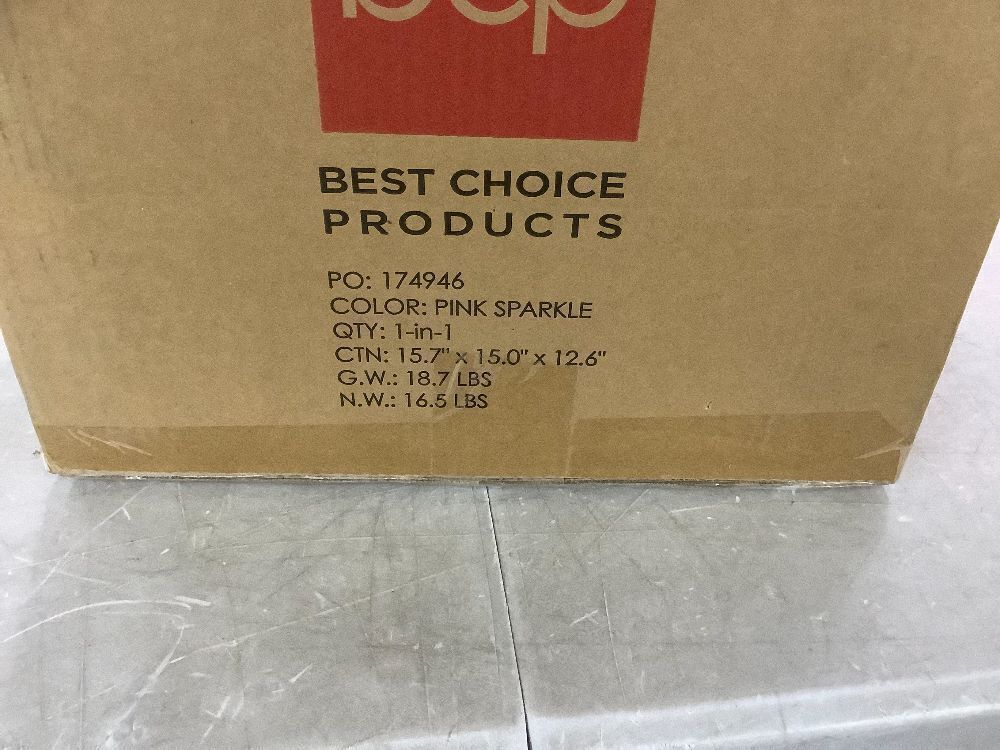 bcp
BEST CHOICE
PRODUCTS
PO: 174946
COLOR: PINK SPARKLE
QTY: 1-in-1
CTN: 15.7" x 15.0" x 12.6"
G.W.: 18.7 LBS
N.W.: 16.5 LBS